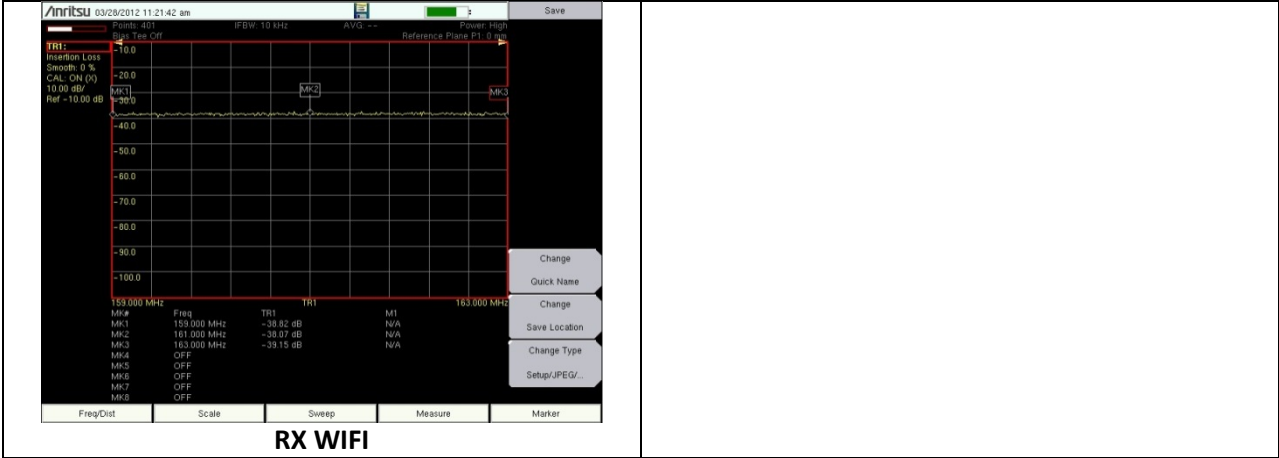 Anritsu 03/28/2012 11:21:42 am
Save
Points: 401 IFBW: 10 kHz AVG: -- Power: High
Bias Tee Off Reference Plane P1: 0 mm
TR1:
Insertion Loss
Smooth: 0 %
CAL: ON (X)
10.00 dB/
Ref -10.00 dB
-10.0
-20.0
MK1 MK2 MK3
-30.0
-40.0
-50.0
-60.0
-70.0
-80.0
-90.0
-100.0
159.000 MHz TR1 163.000 MHz
MK# Freq TR1 M1
MK1 159.000 MHz -38.82 dB N/A
MK2 161.000 MHz -38.07 dB N/A
MK3 163.000 MHz -39.15 dB N/A
MK4 OFF
MK5 OFF
MK6 OFF
MK7 OFF
MK8 OFF
Change
Quick Name
Change
Save Location
Change Type
Setup/JPEG/...
Freq/Dist Scale Sweep Measure Marker
RX WIFI